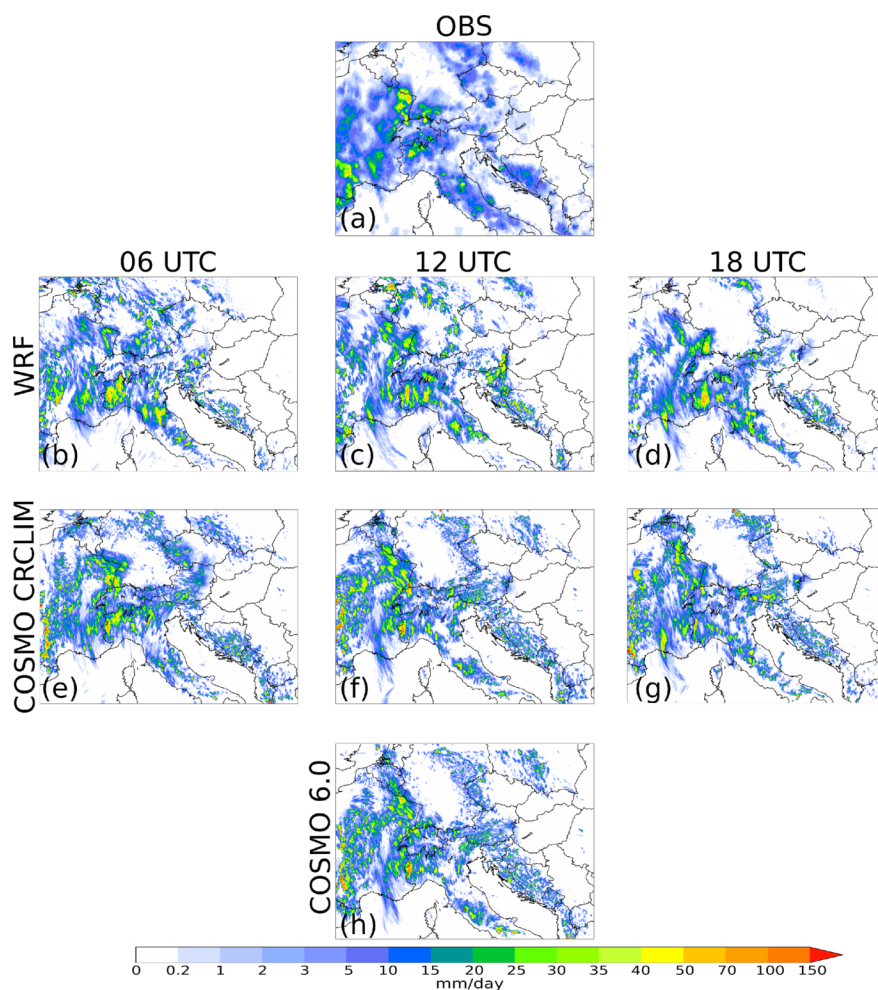 OBS
(a)
06 UTC
12 UTC
18 UTC
WRF
(b)
(c)
(d)
COSMO CRCLIM
(e)
(f)
(g)
COSMO 6.0
(h)
0 0.2 1 2 3 5 10 15 20 25 30 35 40 50 70 100 150
mm/day